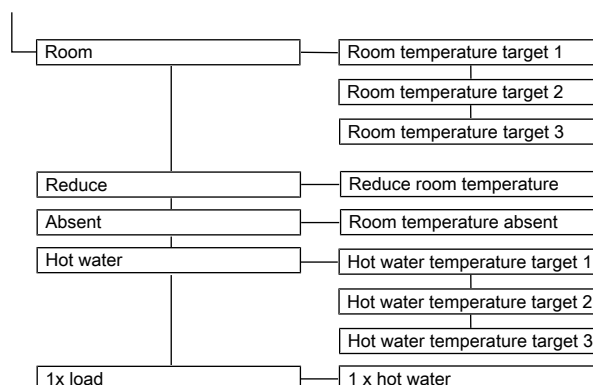 Room
Room temperature target 1
Room temperature target 2
Room temperature target 3
Reduce
Reduce room temperature
Absent
Room temperature absent
Hot water
Hot water temperature target 1
Hot water temperature target 2
Hot water temperature target 3
1x load
1 x hot water